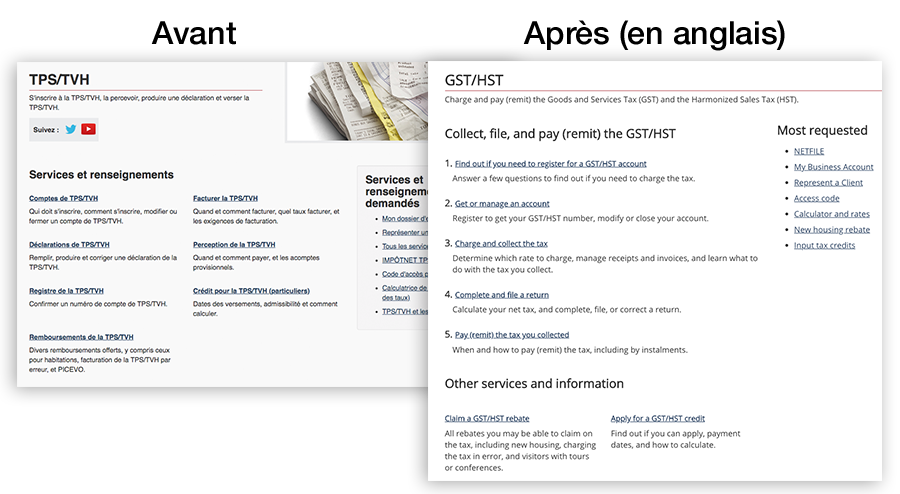 Avant
Après (en anglais)
TPS/TVH
S'inscrire à la TPS/TVH, la percevoir, produire une déclaration et verser la
TPS/TVH.
Suivez :
Services et renseignements
Comptes de TPS/TVH
Qui doit s'inscrire, comment s'inscrire, modifier ou
fermer un compte de TPS/TVH.
Facturer la TPS/TVH
Quand et comment facturer, quel taux facturer, et
les exigences de facturation.
Déclarations de TPS/TVH
Remplir, produire et corriger une déclaration de la
TPS/TVH.
Perception de la TPS/TVH
Quand et comment payer, et les acomptes
provisionnels.
Registre de la TPS/TVH
Confirmer un numéro de compte de TPS/TVH.
Crédit pour la TPS/TVH (particuliers)
Dates des versements, admissibilité et comment
calculer.
Remboursements de la TPS/TVH
Divers remboursements offerts, y compris ceux
pour habitations, facturation de la TPS/TVH par
erreur, et PICEVO.
Services et
renseigneme
demandés
Mon dossier d'e
Représenter un
Tous les service
IMPÔTNET TP
Code d'accès p
Calculatrice de
des taux)
TPS/TVH et les
GST/HST
Charge and pay (remit) the Goods and Services Tax (GST) and the Harmonized Sales Tax (HST).
Collect, file, and pay (remit) the GST/HST
1. Find out if you need to register for a GST/HST account
Answer a few questions to find out if you need to charge the tax.
2. Get or manage an account
Register to get your GST/HST number, modify or close your account.
3. Charge and collect the tax
Determine which rate to charge, manage receipts and invoices, and learn what to
do with the tax you collect.
4. Complete and file a return
Calculate your net tax, and complete, file, or correct a return.
5. Pay (remit) the tax you collected
When and how to pay (remit) the tax, including by instalments.
Most requested
NETFILE
My Business Account
Represent a Client
Access code
Calculator and rates
New housing rebate
Input tax credits
Other services and information
Claim a GST/HST rebate
All rebates you may be able to claim on
the tax, including new housing, charging
the tax in error, and visitors with tours
or conferences.
Apply for a GST/HST credit
Find out if you can apply, payment
dates, and how to calculate.